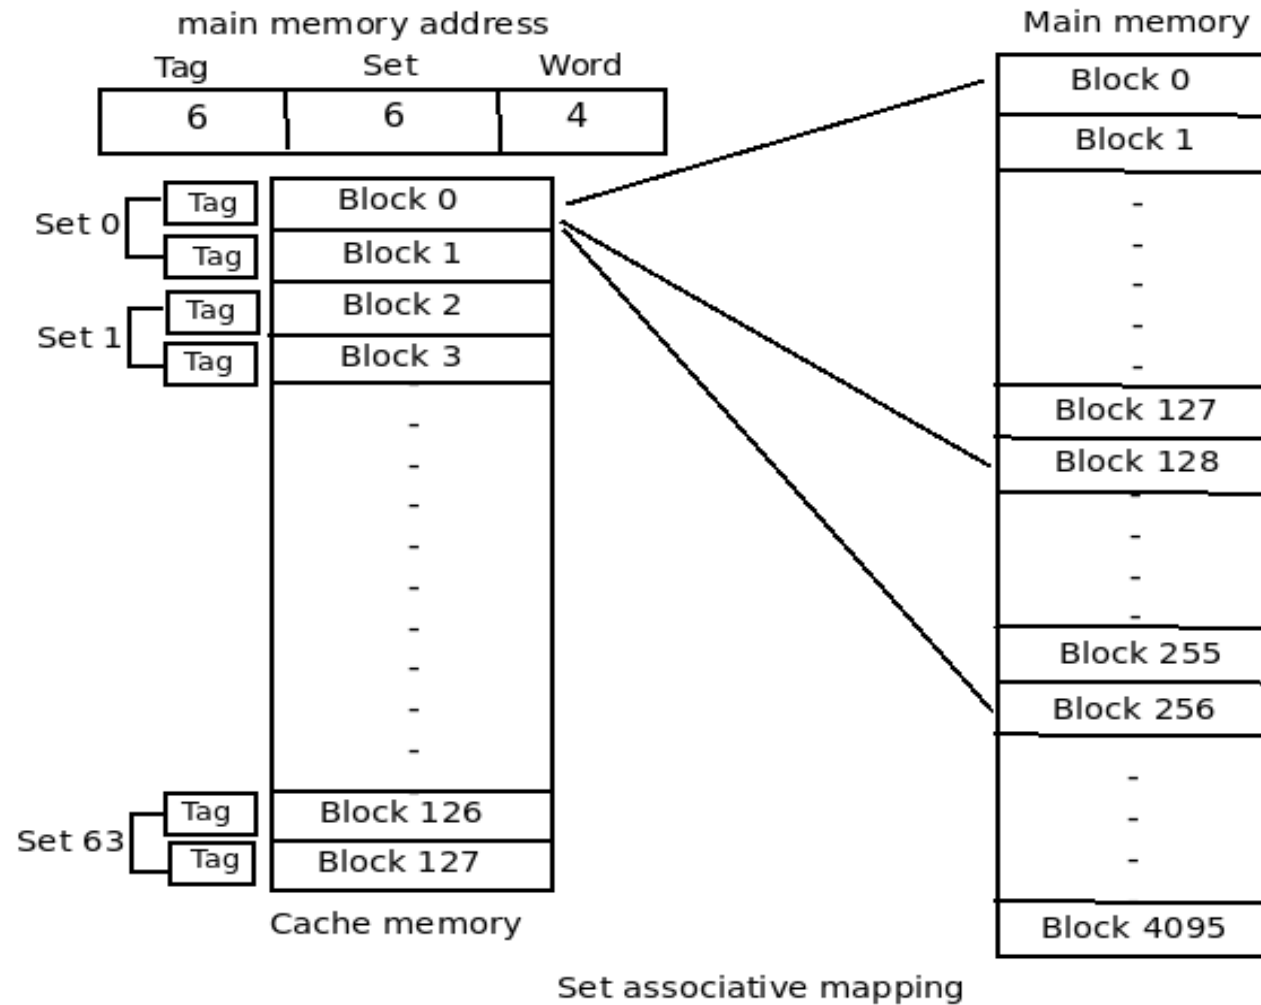 main memory address
Tag Set Word
6 6 4
Set 0
Tag Block 0
Tag Block 1
Set 1
Tag Block 2
Tag Block 3
-
-
-
-
-
-
-
-
-
Set 63
Tag Block 126
Tag Block 127
Cache memory
Main memory
Block 0
Block 1
-
-
-
-
-
Block 127
Block 128
-
-
-
-
Block 255
Block 256
-
-
-
Block 4095
Set associative mapping